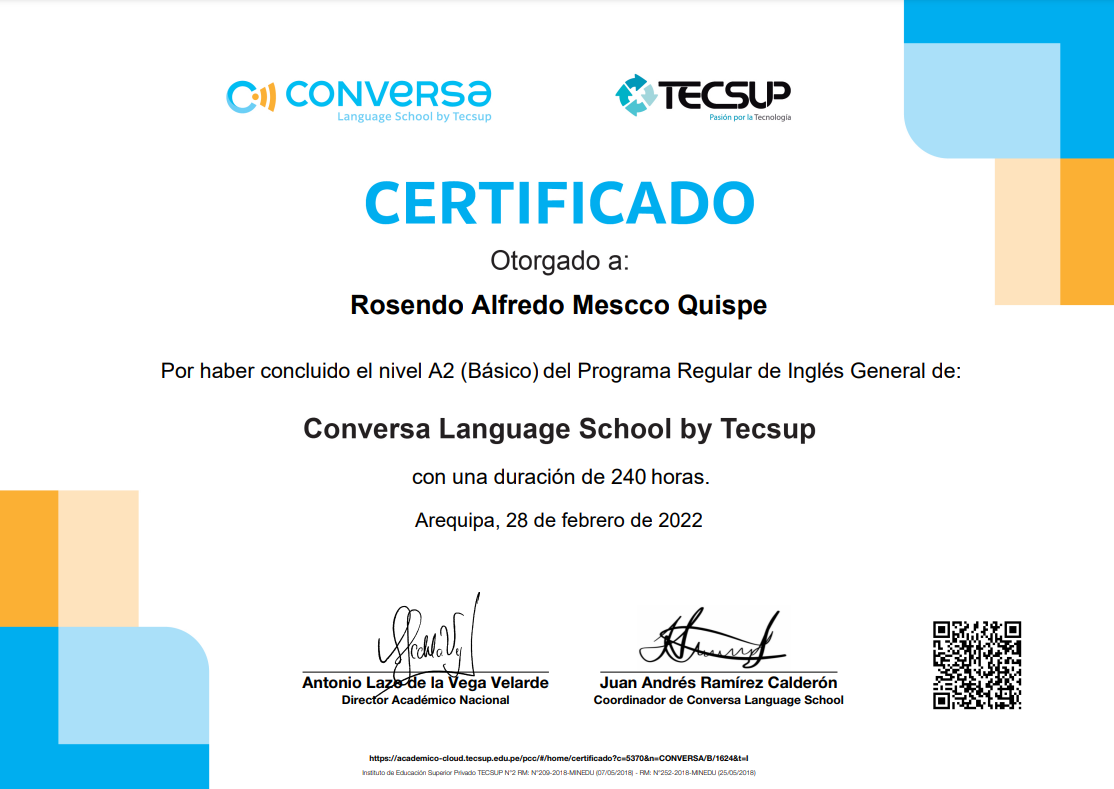 CONVERSA
Language School by Tecsup
TECSUP
Pasión por la Tecnología
CERTIFICADO
Otorgado a:
Rosendo Alfredo Mescco Quispe
Por haber concluido el nivel A2 (Básico) del Programa Regular de Inglés General de:
Conversa Language School by Tecsup
con una duración de 240 horas.
Arequipa, 28 de febrero de 2022
Antonio Lazo de la Vega Velarde
Director Académico Nacional
Juan Andrés Ramírez Calderón
Coordinador de Conversa Language School
https://academico-cloud.tecsup.edu.pe/pcc/#/home/certificado?c=5370&n=CONVERSA/B/1624&t=I
Instituto de Educación Superior Privado TECSUP N°2 RM: N°209-2018-MINEDU (07/05/2018) - RM: N°252-2018-MINEDU (25/05/2018)